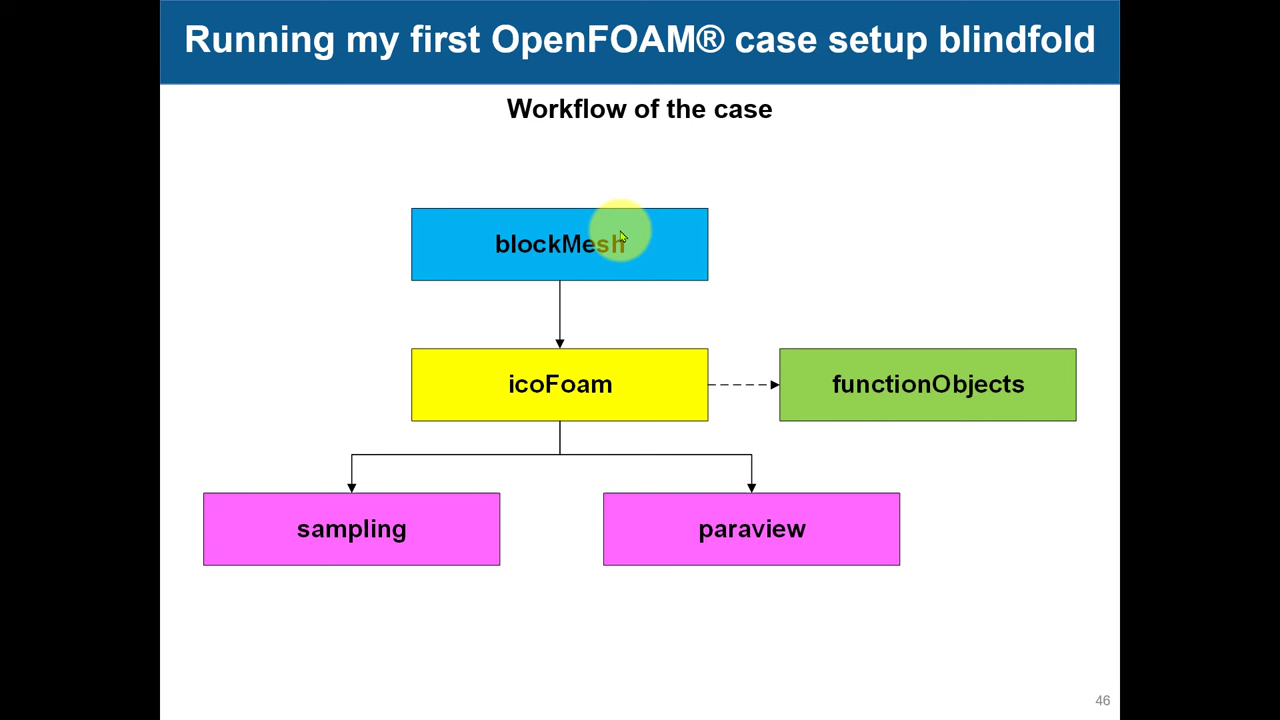 Running my first OpenFOAM® case setup blindfold
Workflow of the case
blockMesh
icoFoam
functionObjects
sampling
paraview
46